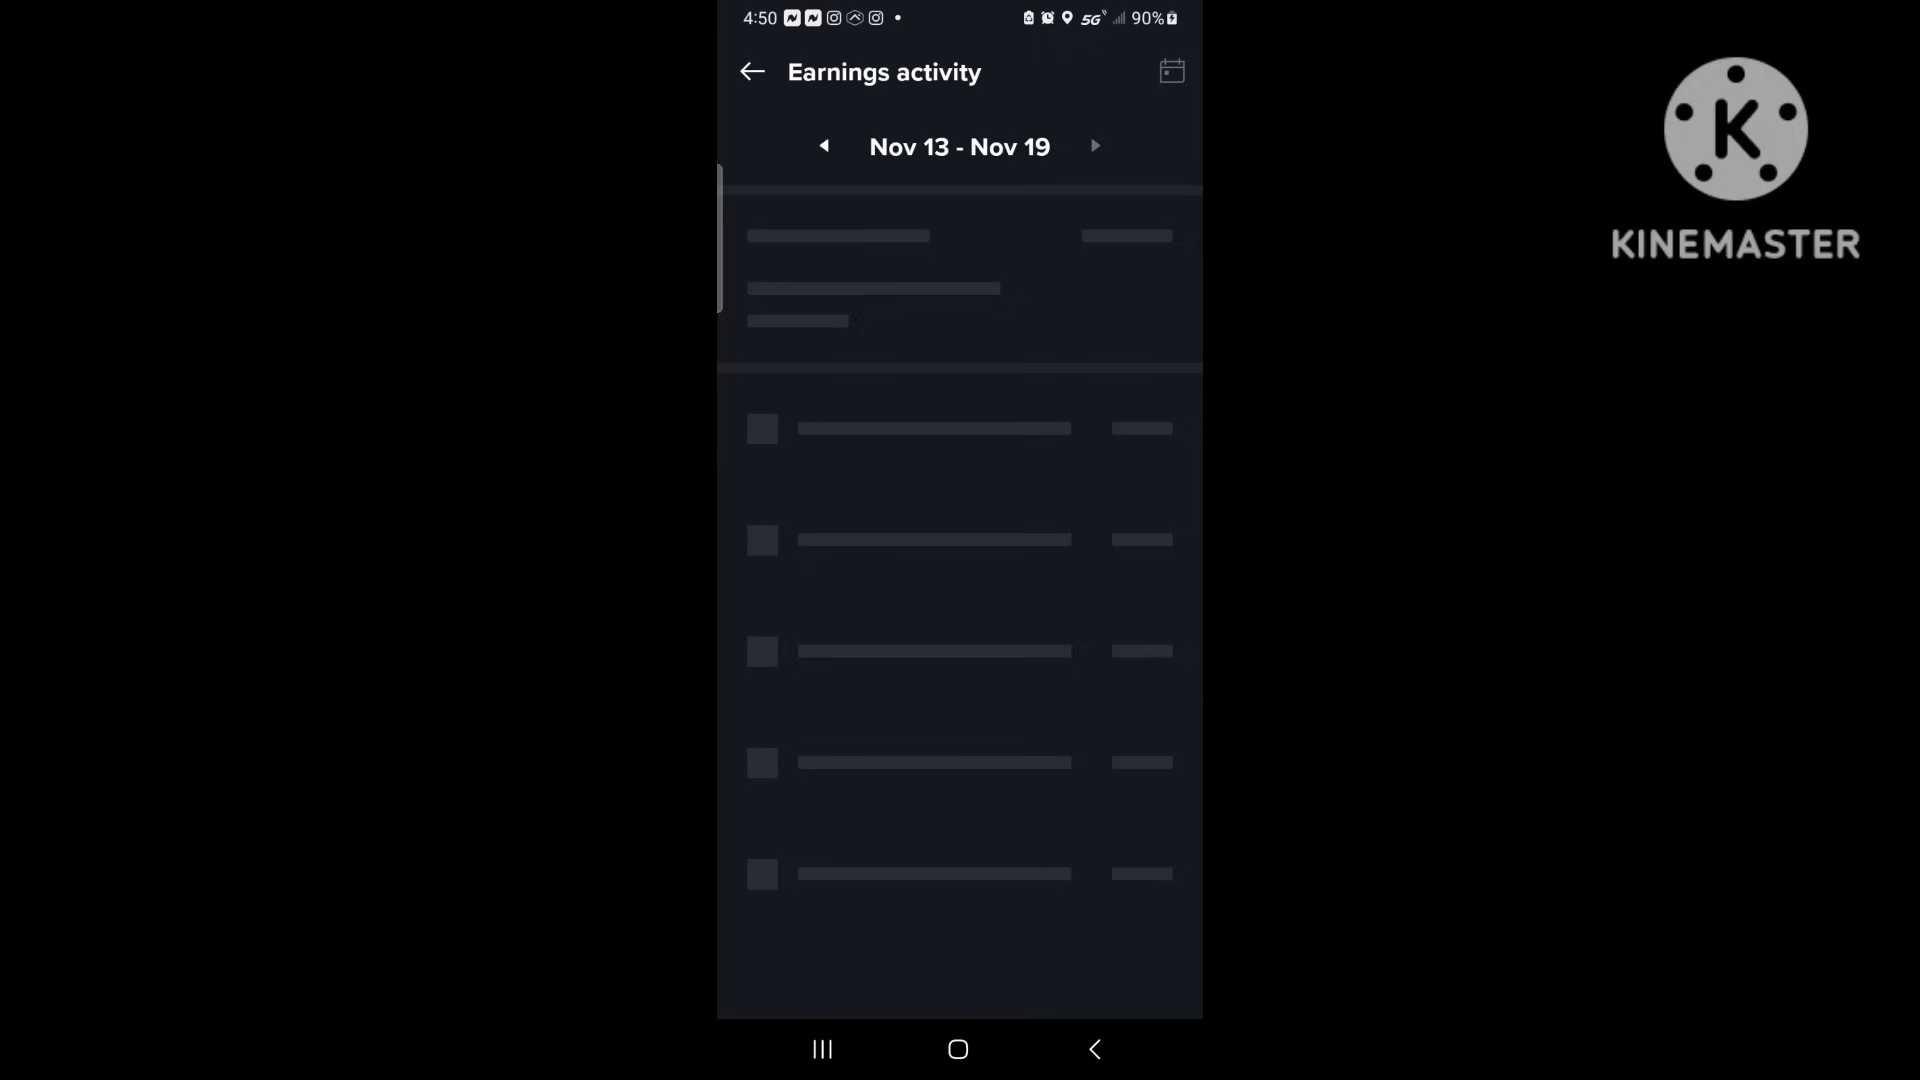 4:50
5G 90%
Earnings activity
Nov 13 - Nov 19
K
KINEMASTER